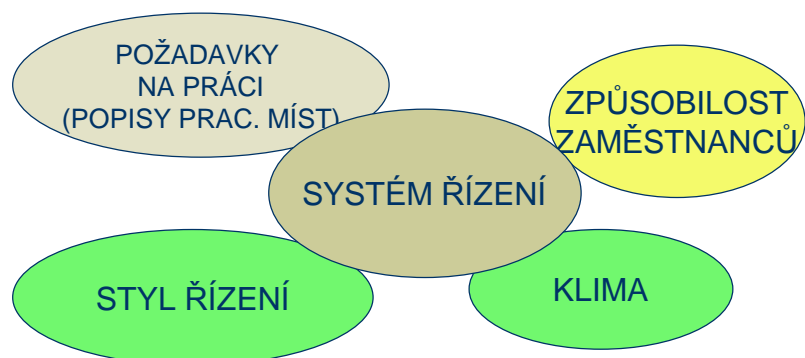 POŽADAVKY
NA PRÁCI
(POPISY PRAC. MÍST)
ZPŮSOBILOST
ZAMĚSTNANCŮ
SYSTÉM ŘÍZENÍ
STYL ŘÍZENÍ
KLIMA